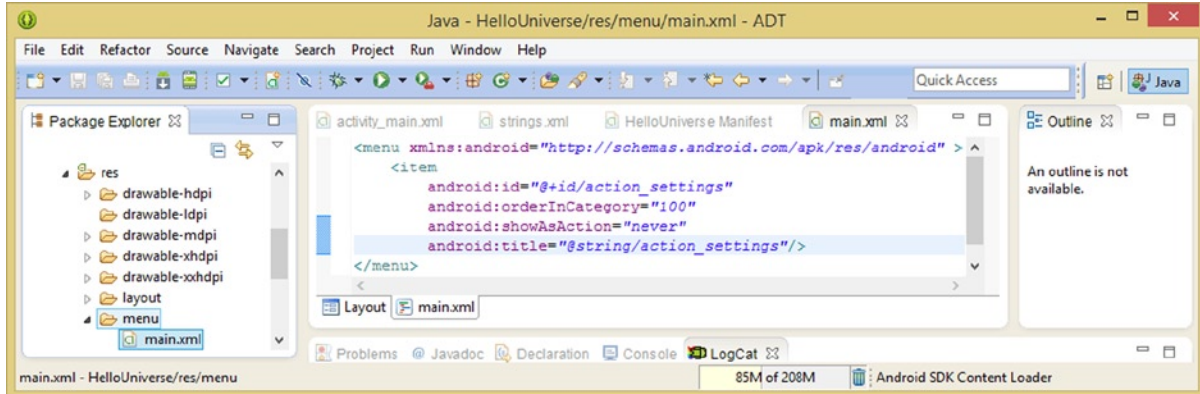 Java - HelloUniverse/res/menu/main.xml - ADT
File Edit Refactor Source Navigate Search Project Run Window Help
Quick Access
Java
Package Explorer
res
drawable-hdpi
drawable-ldpi
drawable-mdpi
drawable-xhdpi
drawable-xxhdpi
layout
menu
main.xml
activity_main.xml strings.xml HelloUniverse Manifest main.xml
<menu xmlns:android="http://schemas.android.com/apk/res/android" >
<item
android:id="@+id/action_settings"
android:orderInCategory="100"
android:showAsAction="never"
android:title="@string/action_settings"/>
</menu>
Layout main.xml
Outline
An outline is not
available.
Problems @ Javadoc Declaration Console LogCat
main.xml - HelloUniverse/res/menu
85M of 208M
Android SDK Content Loader